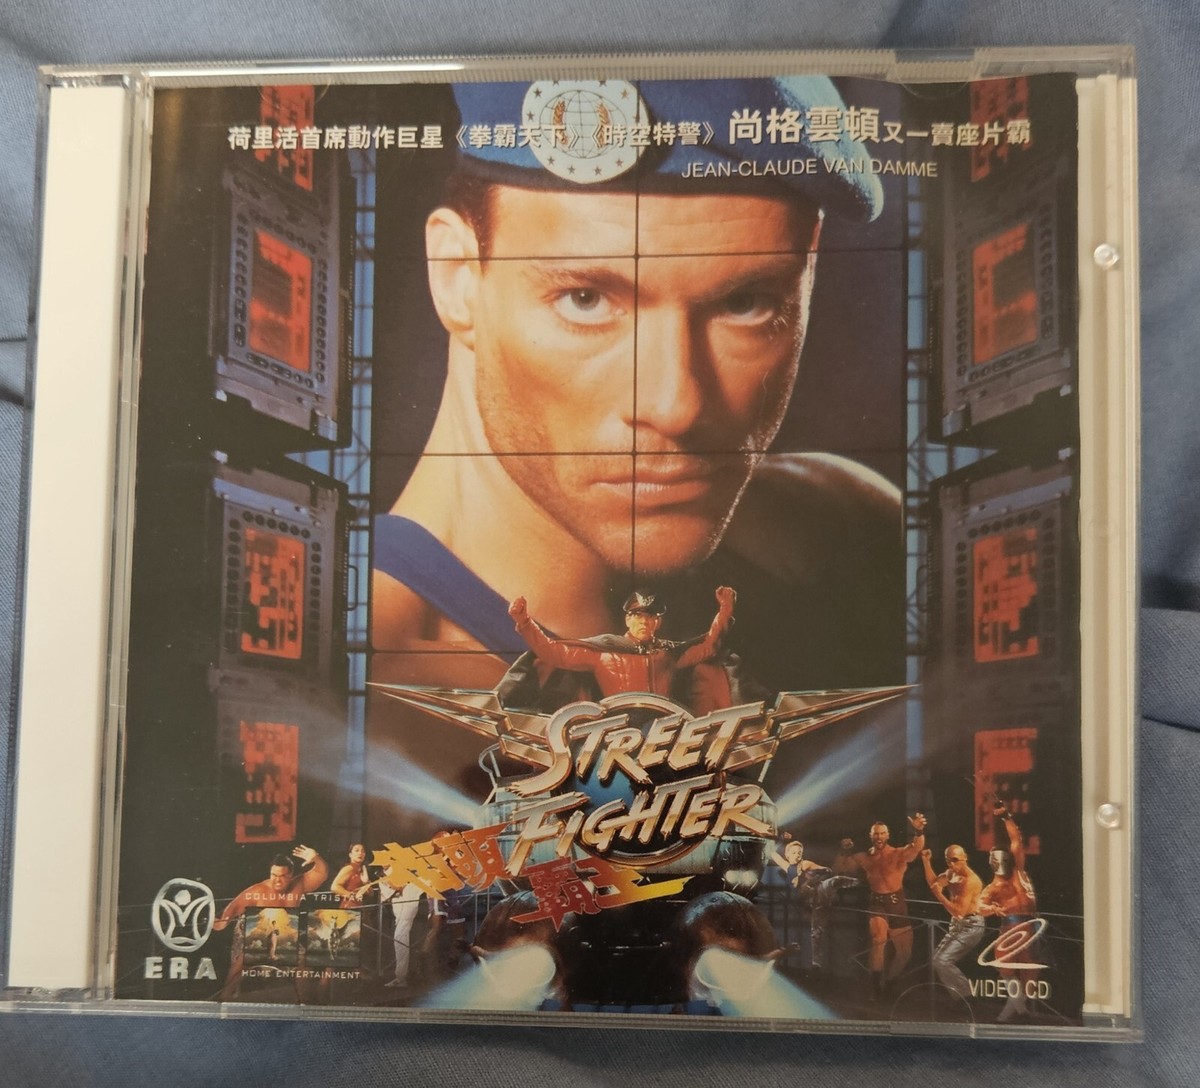 荷里活首席動作巨星《拳霸天下》《時空特警》尚格雲頓又一賣座片霸
JEAN-CLAUDE VAN DAMME
STREET
FIGHTER
街頭霸王
ERA
COLUMBIA TRISTAR
HOME ENTERTAINMENT
VIDEO CD